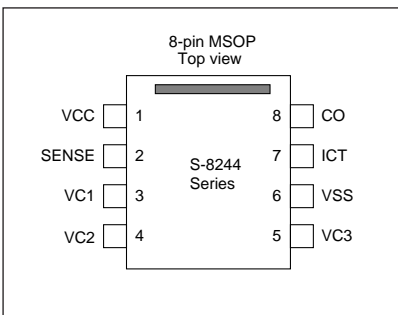 8-pin MSOP
Top view
VCC 1 8 CO
SENSE 2 7 ICT
S-8244
Series
VC1 3 6 VSS
VC2 4 5 VC3